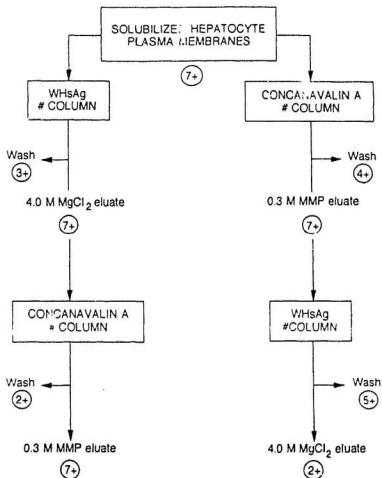 SOLUBILIZE: HEPATOCYTE
PLASMA MEMBRANES
7+
WHsAg
# COLUMN
CONCANAVALIN A
# COLUMN
Wash
3+
Wash
4+
4.0 M MgCl2 eluate
7+
0.3 M MMP eluate
7+
CONCANAVALIN A
# COLUMN
WHsAg
#COLUMN
Wash
2+
Wash
5+
0.3 M MMP eluate
7+
4.0 M MgCl2 eluate
2+